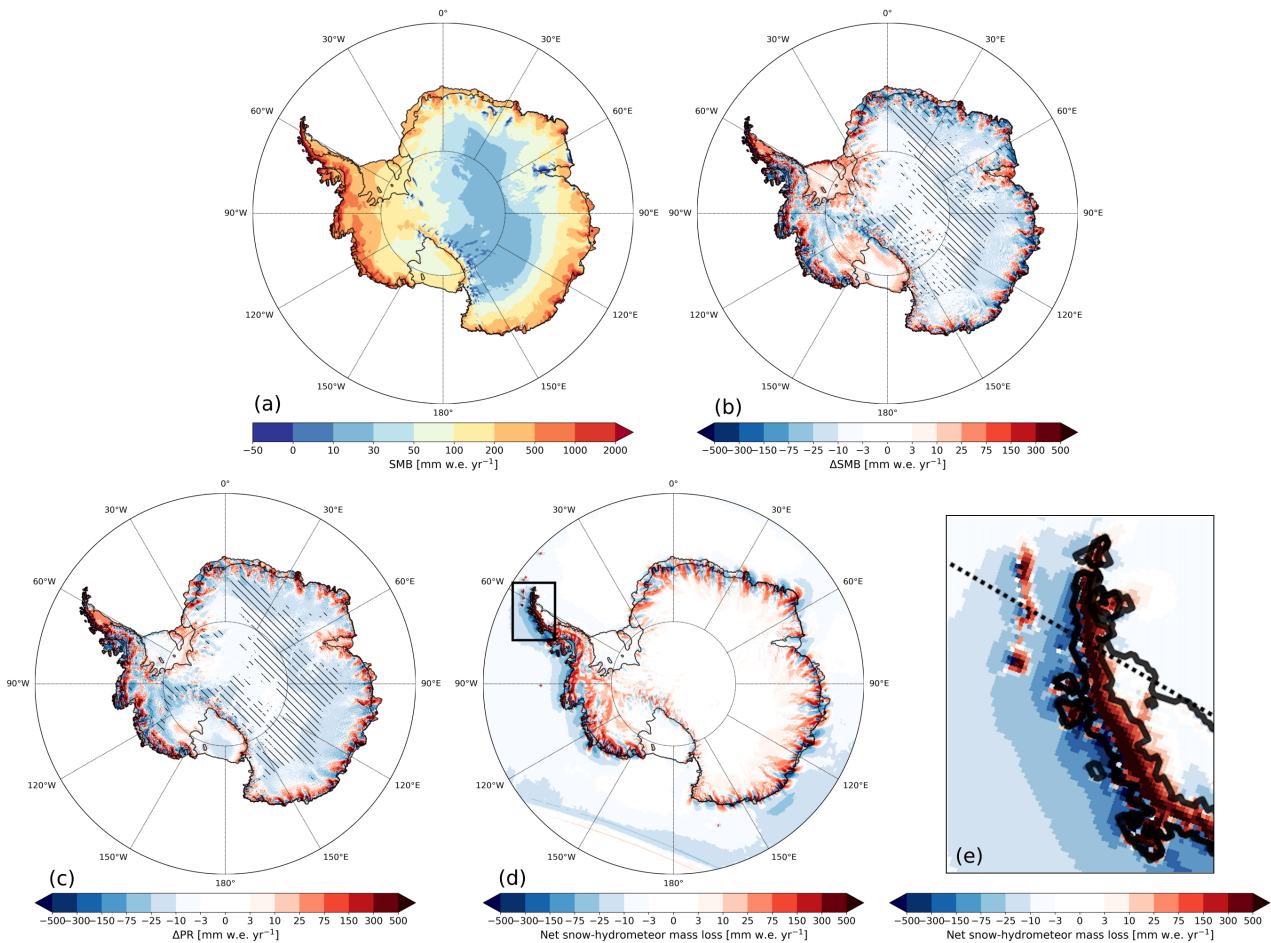 0°
0°
30°W
30°E
30°W
30°E
60°W
60°E
60°W
60°E
90°W
90°E
90°W
90°E
120°W
120°E
120°W
120°E
150°W
150°E
150°W
150°E
(a)
180°
(b)
180°
−50 0 10 30 50 100 200 500 1000 2000
SMB [mm w.e. yr⁻¹]
−500−300−150 −75 −25 −10 −3 0 3 10 25 75 150 300 500
ΔSMB [mm w.e. yr⁻¹]
0°
0°
30°W
30°E
30°W
30°E
60°W
60°E
60°W
60°E
90°W
90°E
90°W
90°E
120°W
120°E
120°W
120°E
150°W
150°E
150°W
150°E
(c)
180°
(d)
180°
(e)
−500−300−150 −75 −25 −10 −3 3 10 25 75 150 300 500
ΔPR [mm w.e. yr⁻¹]
−500−300−150 −75 −25 −10 −3 3 10 25 75 150 300 500
Net snow-hydrometeor mass loss [mm w.e. yr⁻¹]
−500−300−150 −75 −25 −10 −3 3 10 25 75 150 300 500
Net snow-hydrometeor mass loss [mm w.e. yr⁻¹]